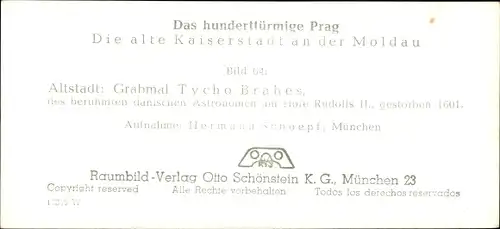 Das hunderttürmige Prag
Die alte Kaiserstadt an der Moldau
Bild 64:
Altstadt: Grabmal Tycho Brahes,
des berühmten dänischen Astronomen am Hofe Rudolfs II., gestorben 1601.
Aufnahme: Hermann Schoepf, München
RVS
Raumbild-Verlag Otto Schönstein K. G., München 23
Copyright reserved Alle Rechte vorbehalten Todos los derechos reservados